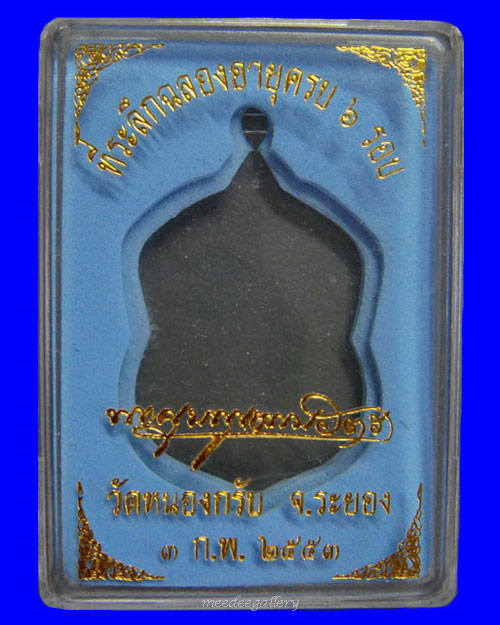 ที่ระลึกฉลองอายุครบ ๖ รอบ
วัดหนองกรับ จ.ระยอง
๓ ก.พ. ๒๕๕๓
meedeegallery